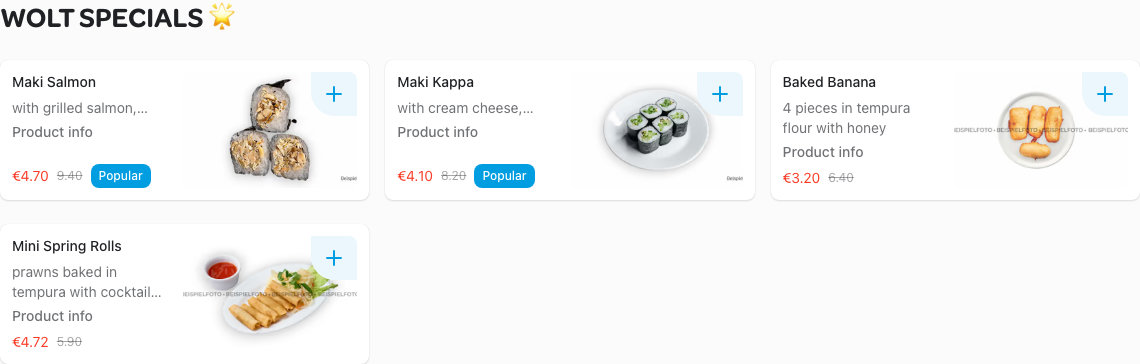 WOLT SPECIALS 🌟
Maki Salmon
with grilled salmon,...
Product info
€4.70 9.40 Popular
Beispiel
Maki Kappa
with cream cheese,...
Product info
€4.10 8.20 Popular
Beispiel
Baked Banana
4 pieces in tempura
flour with honey
Product info
€3.20 6.40
IEISPIELFOTO • BEISPIELFOTO • BEISPIELFOTO
Mini Spring Rolls
prawns baked in
tempura with cocktail...
Product info
€4.72 5.90
IEISPIELFOTO • BEISPIELFOTO • BEISPIELFOTO